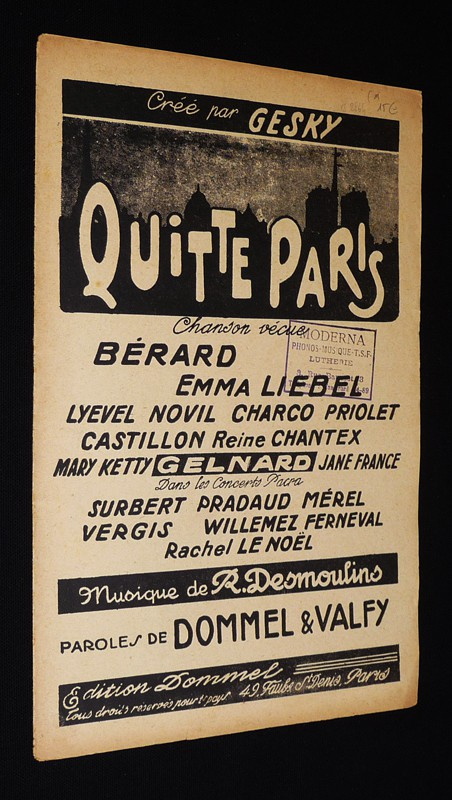 Créé par GESKY
15€
QUITTE PARIS
Chanson vécue
MODERNA
PHONOS-MUSIQUE-T.S.F.
LUTHERIE
BÉRARD
EMMA LIEBEL
LYEVEL NOVIL CHARCO PRIOLET
CASTILLON Reine CHANTEX
MARY KETTY GELNARD JANE FRANCE
Dans les Concerts Pacra
SURBERT PRADAUD MÉREL
VERGIS WILLEMEZ FERNEVAL
Rachel LE NOËL
Musique de R. Desmoulins
PAROLES DE DOMMEL & VALFY
Edition Dommel
tous droits réservés pour ts pays 49, Faubg St Denis, Paris